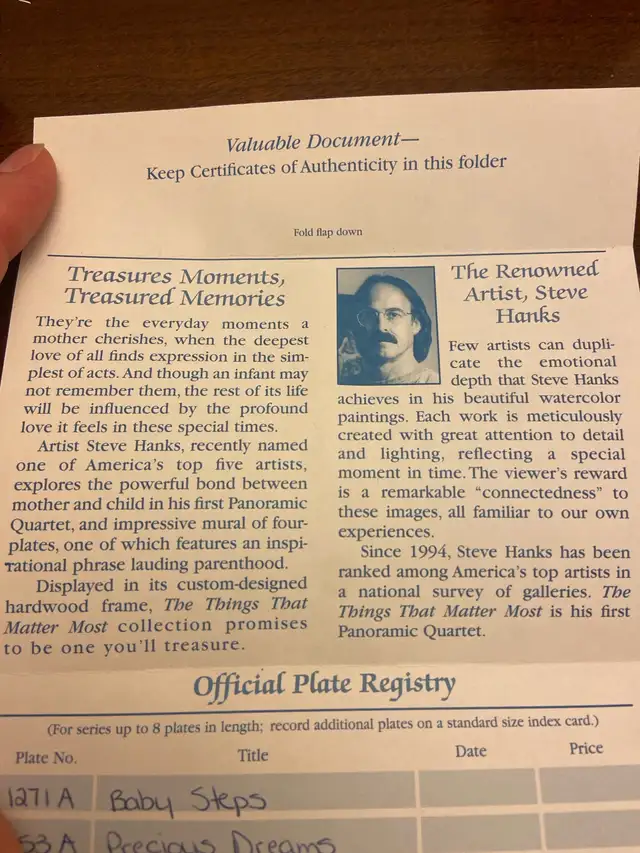 Valuable Document—
Keep Certificates of Authenticity in this folder
Fold flap down
Treasures Moments,
Treasured Memories
They're the everyday moments a
mother cherishes, when the deepest
love of all finds expression in the sim-
plest of acts. And though an infant may
not remember them, the rest of its life
will be influenced by the profound
love it feels in these special times.
Artist Steve Hanks, recently named
one of America's top five artists,
explores the powerful bond between
mother and child in his first Panoramic
Quartet, and impressive mural of four-
plates, one of which features an inspi-
rational phrase lauding parenthood.
Displayed in its custom-designed
hardwood frame, The Things That
Matter Most collection promises
to be one you'll treasure.
The Renowned
Artist, Steve
Hanks
Few artists can dupli-
cate the emotional
depth that Steve Hanks
achieves in his beautiful watercolor
paintings. Each work is meticulously
created with great attention to detail
and lighting, reflecting a special
moment in time. The viewer's reward
is a remarkable “connectedness” to
these images, all familiar to our own
experiences.
Since 1994, Steve Hanks has been
ranked among America's top artists in
a national survey of galleries. The
Things That Matter Most is his first
Panoramic Quartet.
Official Plate Registry
(For series up to 8 plates in length; record additional plates on a standard size index card.)
Plate No. Title Date Price
1271 A Baby Steps
53 A Precious Dreams